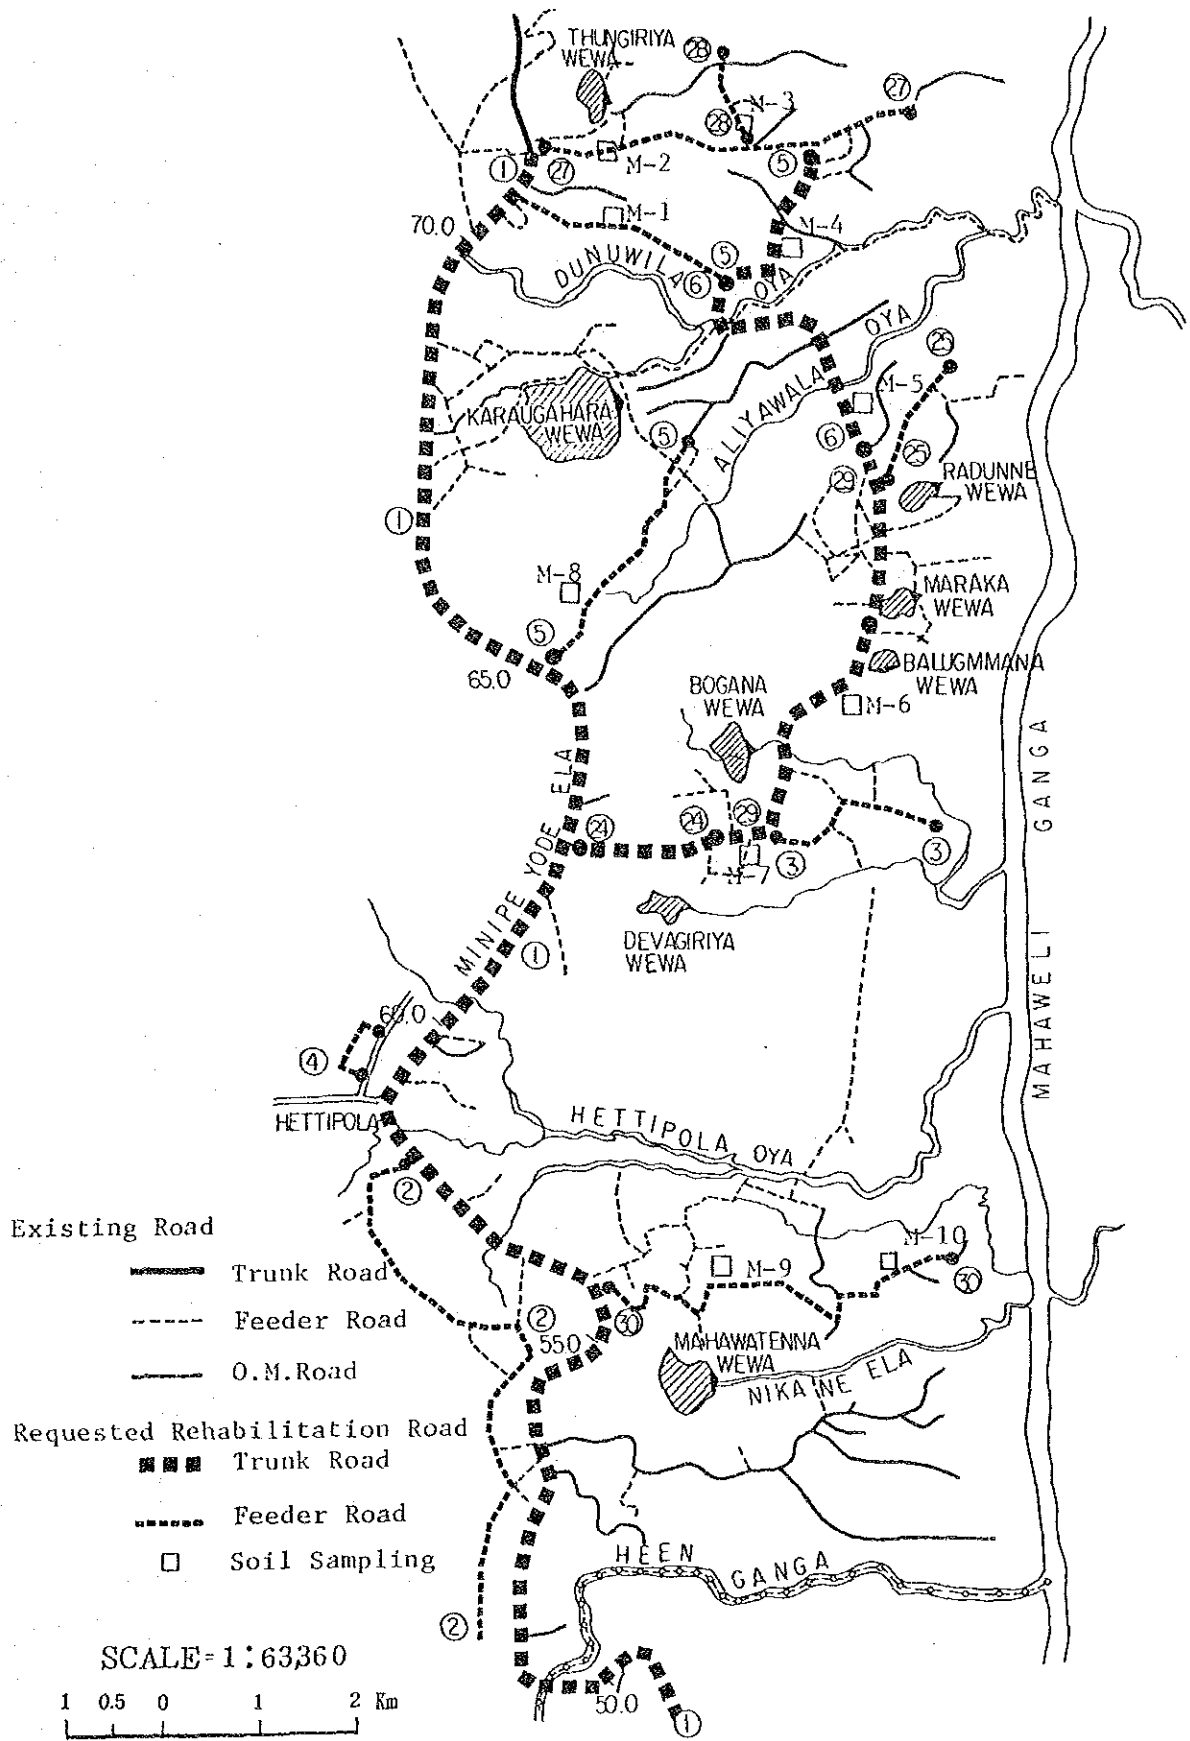 THUNGIRIYA
WEWA
28
27
28
M-3
1
27
M-2
5
M-1
70.0
M-4
DUNUWILA OYA
5
6
ALIYAWALA OYA
25
M-5
KARAUGAHARA
WEWA
5
6
25
29
RADUNNE
WEWA
1
M-8
MARAKA
WEWA
5
65.0
BALUGMMANA
WEWA
BOGANA
WEWA
M-6
MINIPE YODE ELA
24
24
29
3
3
M-7
DEVAGIRIYA
WEWA
1
MAHAWELI GANGA
60.0
4
HETTIPOLA
HETTIPOLA OYA
2
M-10
M-9
30
2
30
55.0
MAHAWATENNA
WEWA
NIKANE ELA
Existing Road
Trunk Road
Feeder Road
O.M.Road
Requested Rehabilitation Road
Trunk Road
Feeder Road
Soil Sampling
HEEN GANGA
2
SCALE=1:63,360
1 0.5 0 1 2 Km
50.0
1